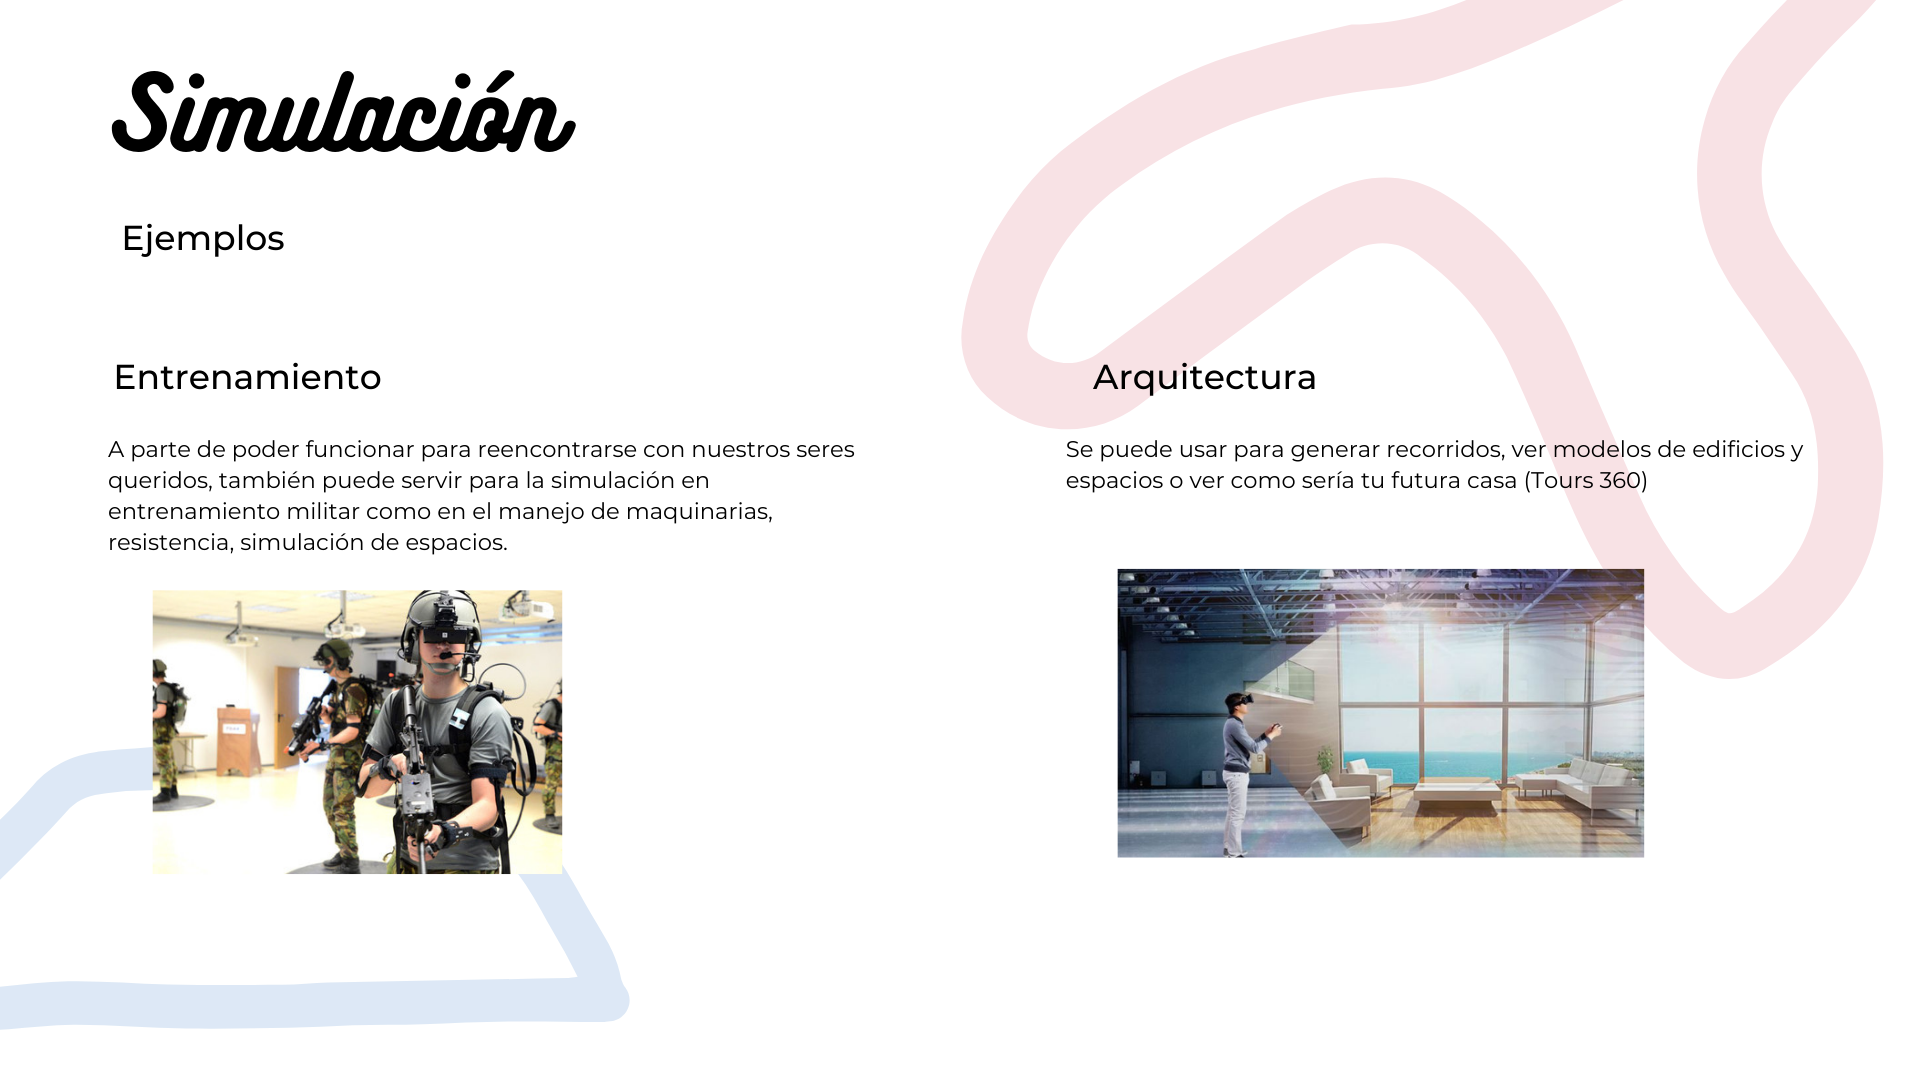 Simulación
Ejemplos
Entrenamiento
A parte de poder funcionar para reencontrarse con nuestros seres
queridos, también puede servir para la simulación en
entrenamiento militar como en el manejo de maquinarias,
resistencia, simulación de espacios.
Arquitectura
Se puede usar para generar recorridos, ver modelos de edificios y
espacios o ver como sería tu futura casa (Tours 360)